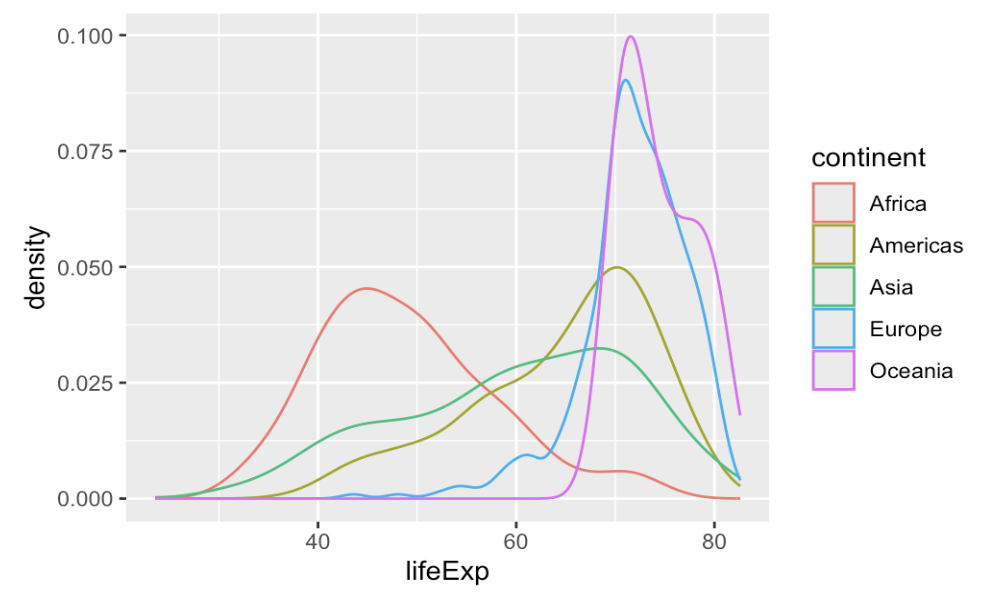 0.100
0.075
0.050
0.025
0.000
density
40 60 80
lifeExp
continent
Africa
Americas
Asia
Europe
Oceania